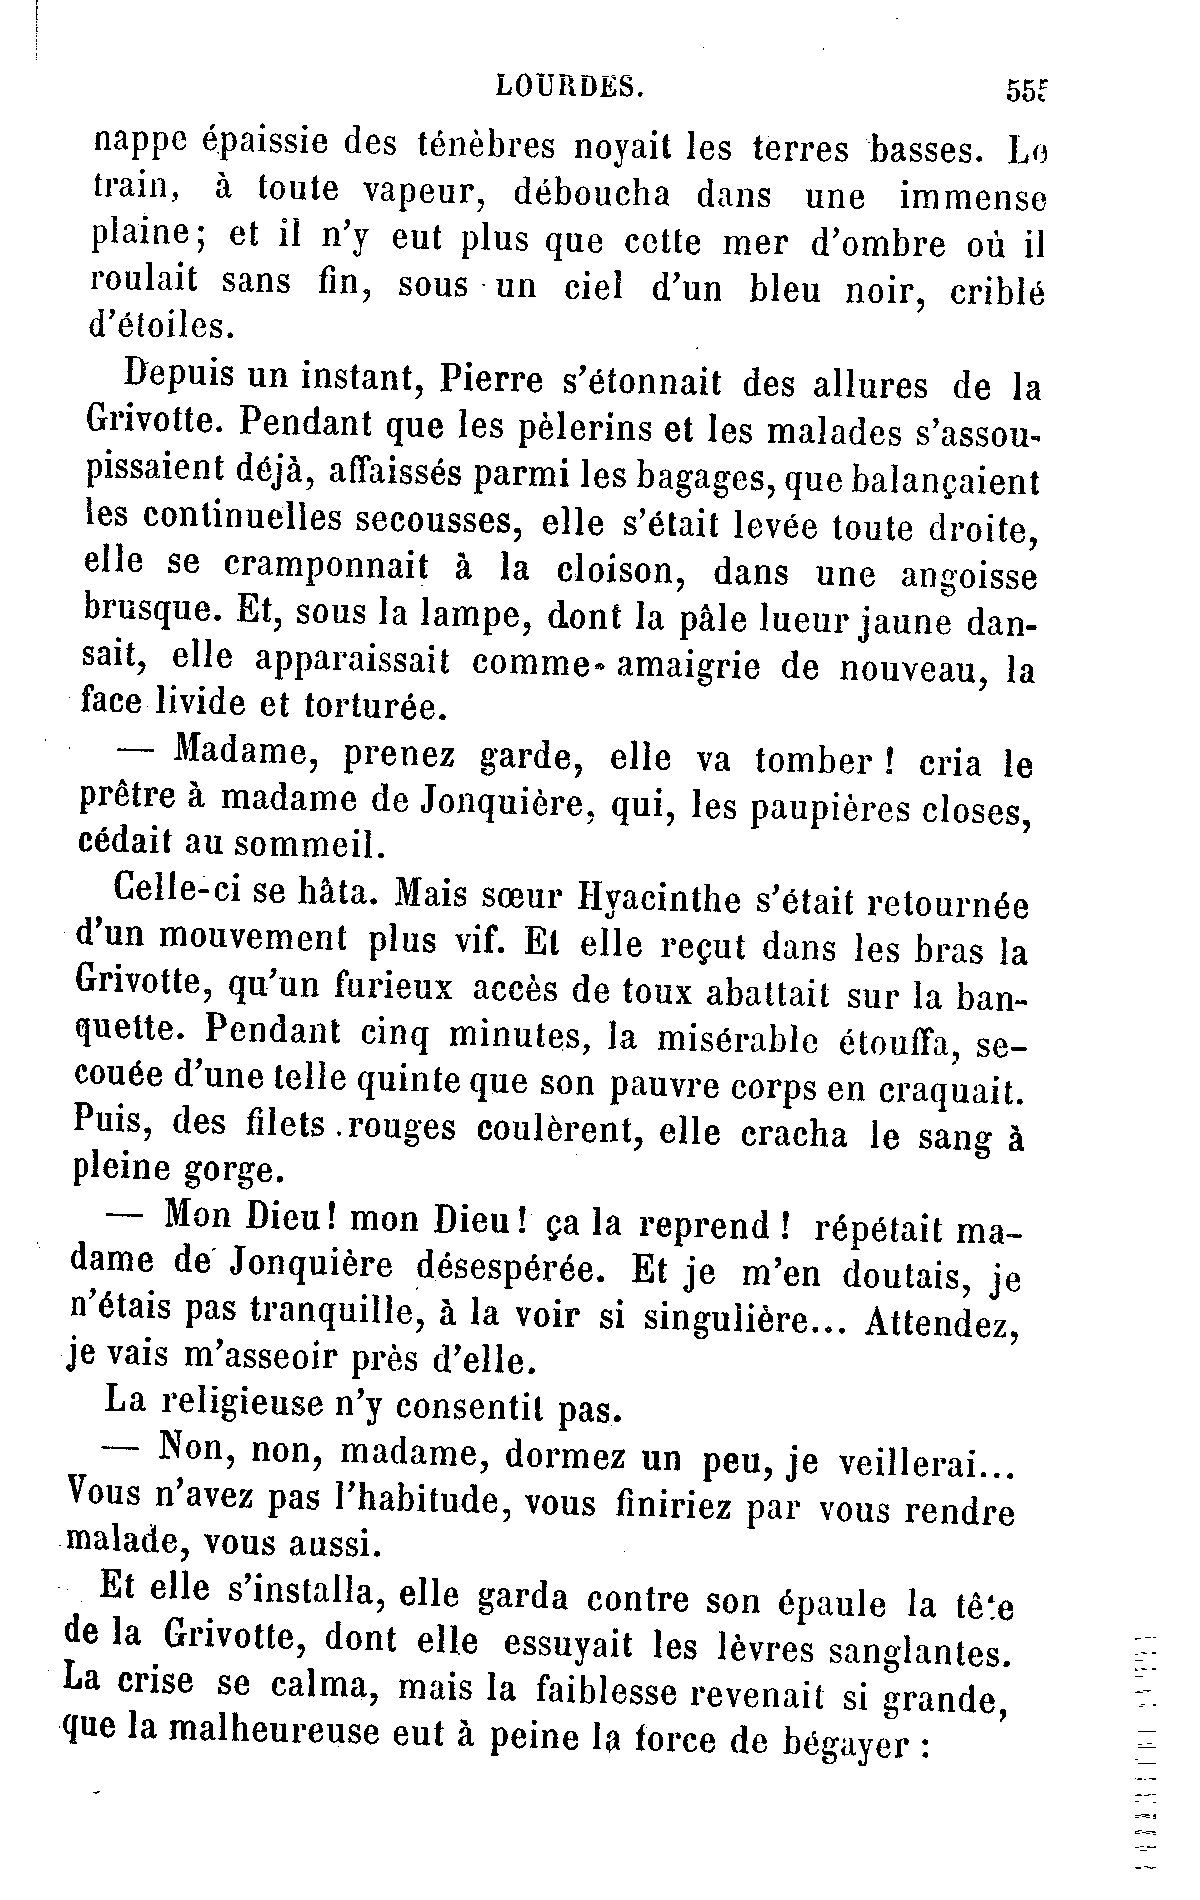 LOURDES. 555
nappe épaissie des ténèbres noyait les terres basses. Le
train, à toute vapeur, déboucha dans une immense
plaine; et il n'y eut plus que cette mer d'ombre où il
roulait sans fin, sous un ciel d'un bleu noir, criblé
d'étoiles.
Depuis un instant, Pierre s'étonnait des allures de la
Grivotte. Pendant que les pèlerins et les malades s'assou-
pissaient déjà, affaissés parmi les bagages, que balançaient
les continuelles secousses, elle s'était levée toute droite,
elle se cramponnait à la cloison, dans une angoisse
brusque. Et, sous la lampe, dont la pâle lueur jaune dan-
sait, elle apparaissait comme amaigrie de nouveau, la
face livide et torturée.
— Madame, prenez garde, elle va tomber ! cria le
prêtre à madame de Jonquière, qui, les paupières closes,
cédait au sommeil.
Celle-ci se hâta. Mais sœur Hyacinthe s'était retournée
d'un mouvement plus vif. Et elle reçut dans les bras la
Grivotte, qu'un furieux accès de toux abattait sur la ban-
quette. Pendant cinq minutes, la misérable étouffa, se-
couée d'une telle quinte que son pauvre corps en craquait.
Puis, des filets rouges coulèrent, elle cracha le sang à
pleine gorge.
— Mon Dieu! mon Dieu! ça la reprend ! répétait ma-
dame de Jonquière désespérée. Et je m'en doutais, je
n'étais pas tranquille, à la voir si singulière... Attendez,
je vais m'asseoir près d'elle.
La religieuse n'y consentit pas.
— Non, non, madame, dormez un peu, je veillerai...
Vous n'avez pas l'habitude, vous finiriez par vous rendre
malade, vous aussi.
Et elle s'installa, elle garda contre son épaule la tête
de la Grivotte, dont elle essuyait les lèvres sanglantes.
La crise se calma, mais la faiblesse revenait si grande,
que la malheureuse eut à peine la force de bégayer :